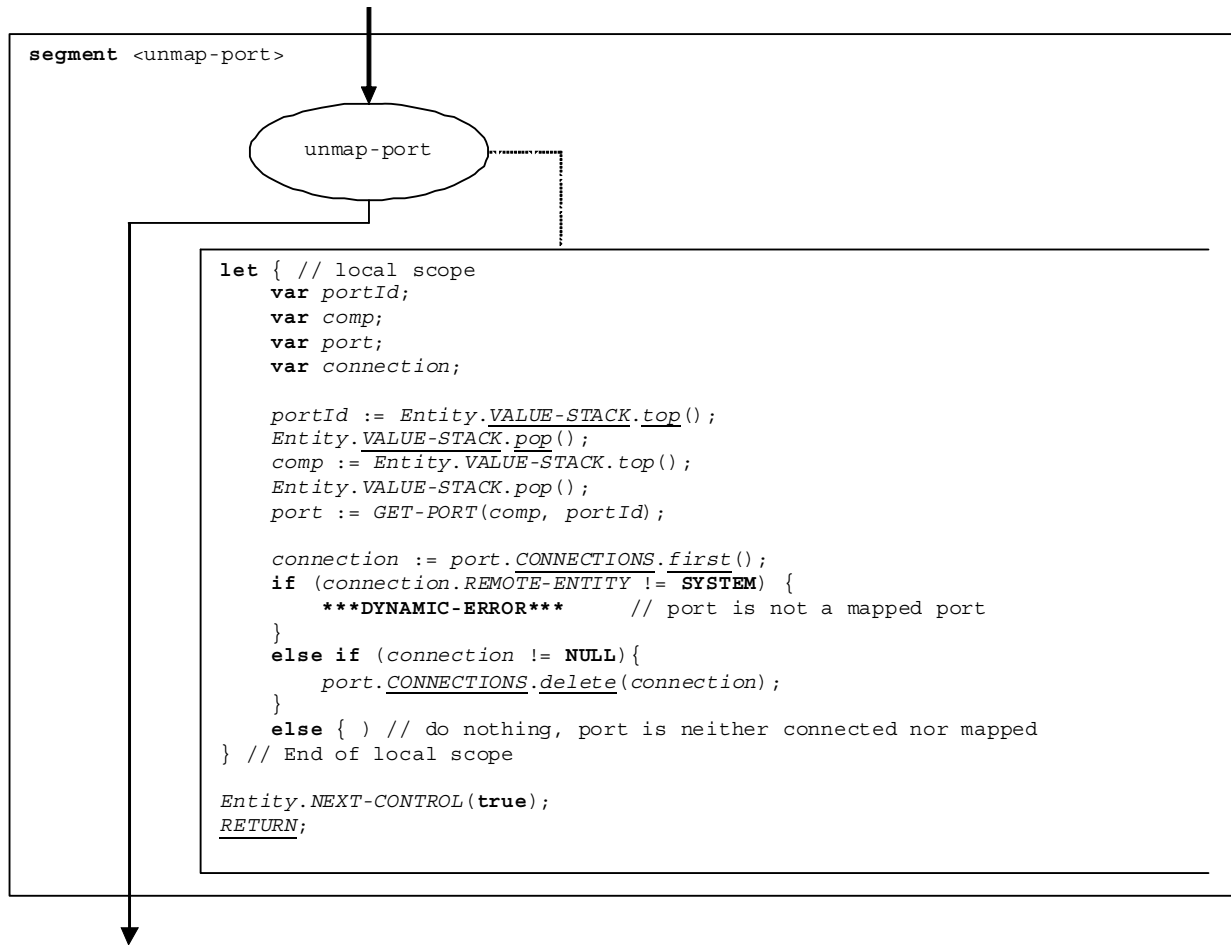 segment <unmap-port>
unmap-port
let { // local scope
var portId;
var comp;
var port;
var connection;
portId := Entity.VALUE-STACK.top();
Entity.VALUE-STACK.pop();
comp := Entity.VALUE-STACK.top();
Entity.VALUE-STACK.pop();
port := GET-PORT(comp, portId);
connection := port.CONNECTIONS.first();
if (connection.REMOTE-ENTITY != SYSTEM) {
***DYNAMIC-ERROR*** // port is not a mapped port
}
else if (connection != NULL){
port.CONNECTIONS.delete(connection);
}
else { ) // do nothing, port is neither connected nor mapped
} // End of local scope
Entity.NEXT-CONTROL(true);
RETURN;